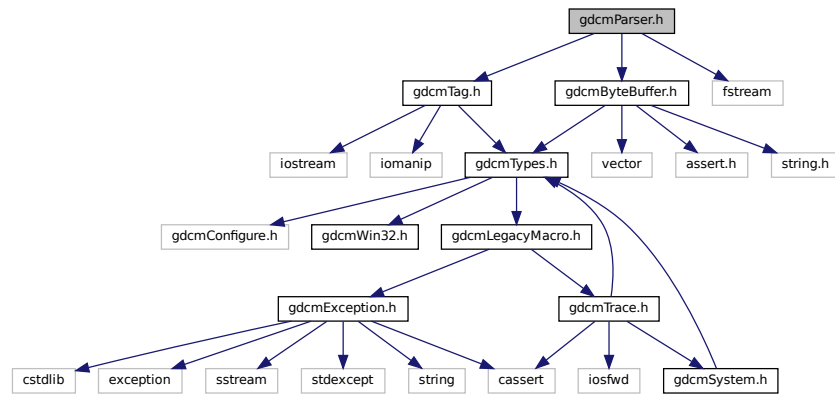 gdcmParser.h
gdcmTag.h
gdcmByteBuffer.h
fstream
iostream
iomanip
gdcmTypes.h
vector
assert.h
string.h
gdcmConfigure.h
gdcmWin32.h
gdcmLegacyMacro.h
gdcmException.h
gdcmTrace.h
cstdlib
exception
sstream
stdexcept
string
cassert
iosfwd
gdcmSystem.h